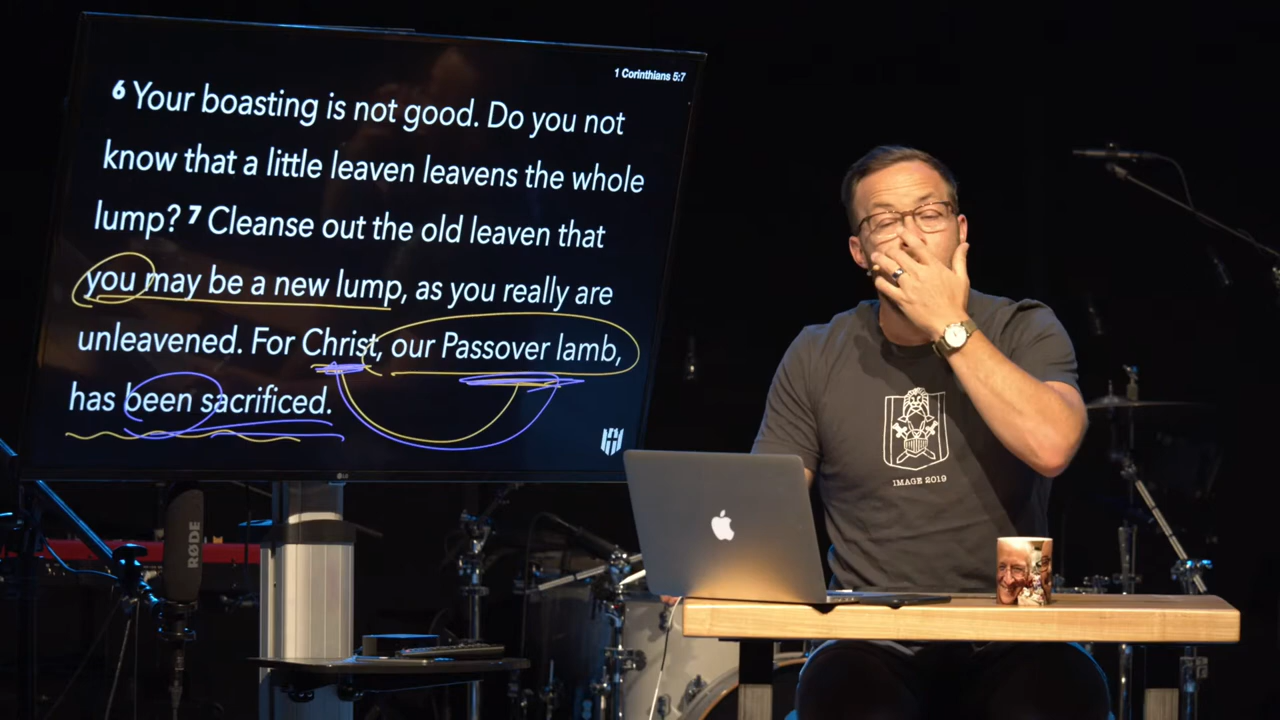 1 Corinthians 5:7
6 Your boasting is not good. Do you not
know that a little leaven leavens the whole
lump? 7 Cleanse out the old leaven that
you may be a new lump, as you really are
unleavened. For Christ, our Passover lamb,
has been sacrificed.
LG
RØDE
IMAGE 2019